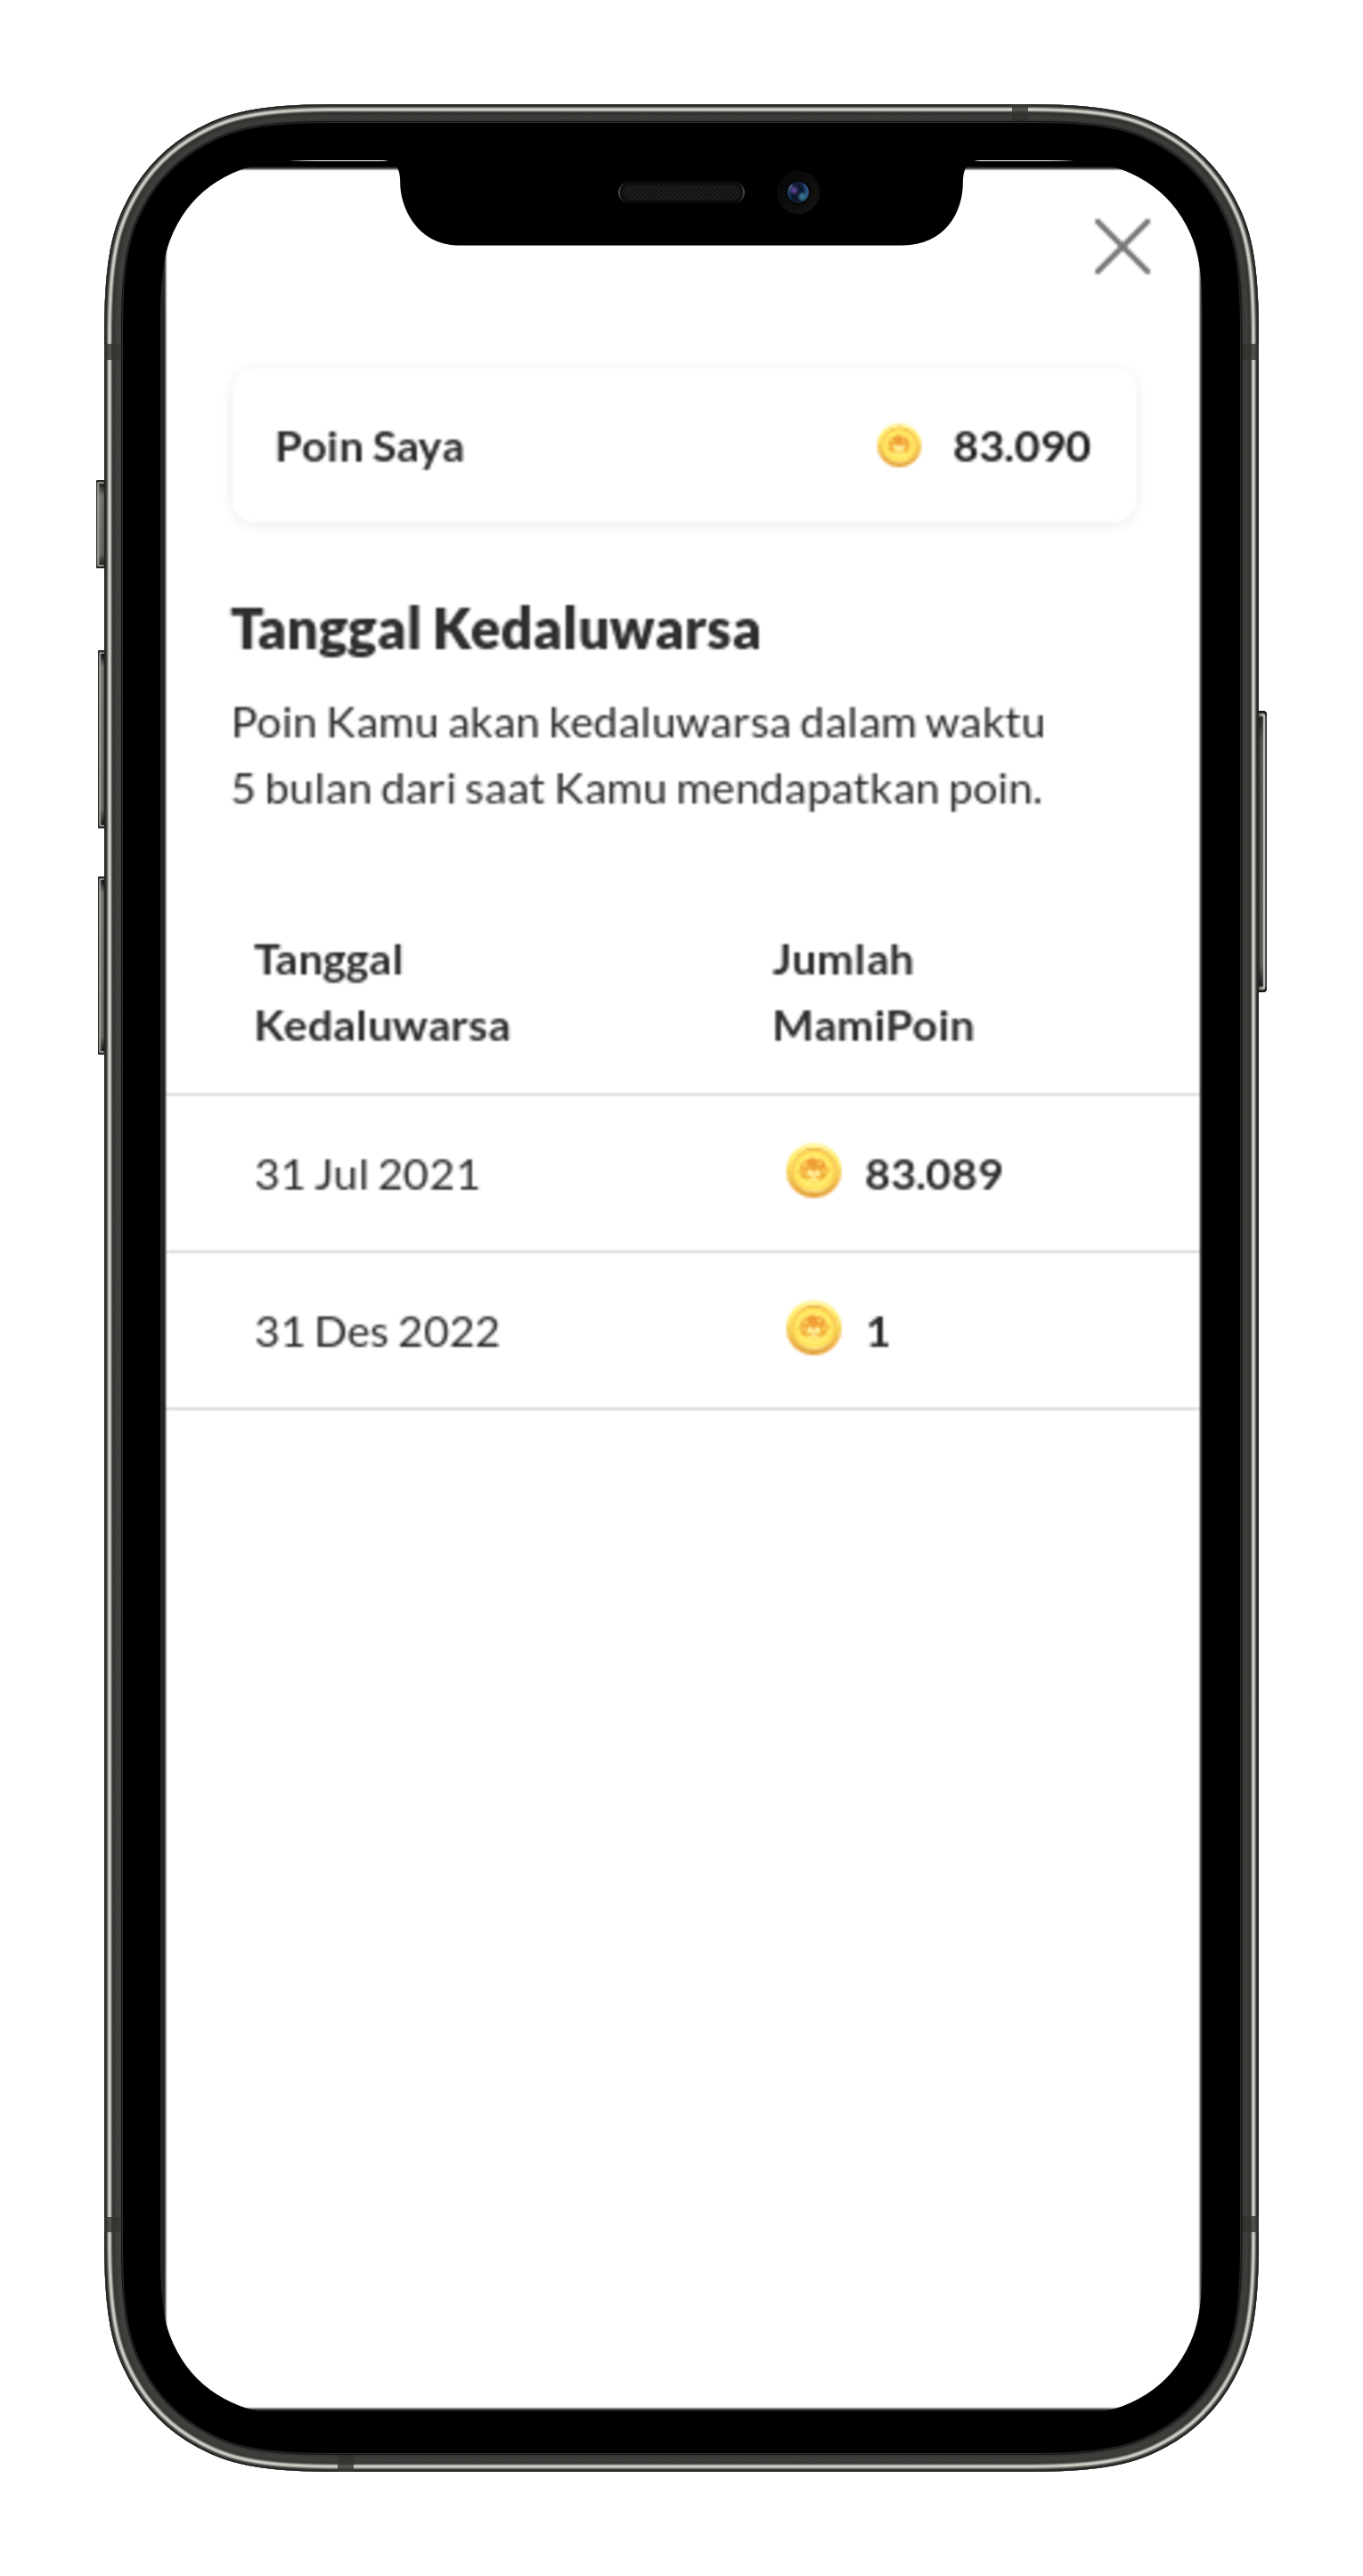 Poin Saya 83.090
Tanggal Kedaluwarsa
Poin Kamu akan kedaluwarsa dalam waktu
5 bulan dari saat Kamu mendapatkan poin.
Tanggal Kedaluwarsa
Jumlah MamiPoin
31 Jul 2021 83.089
31 Des 2022 1